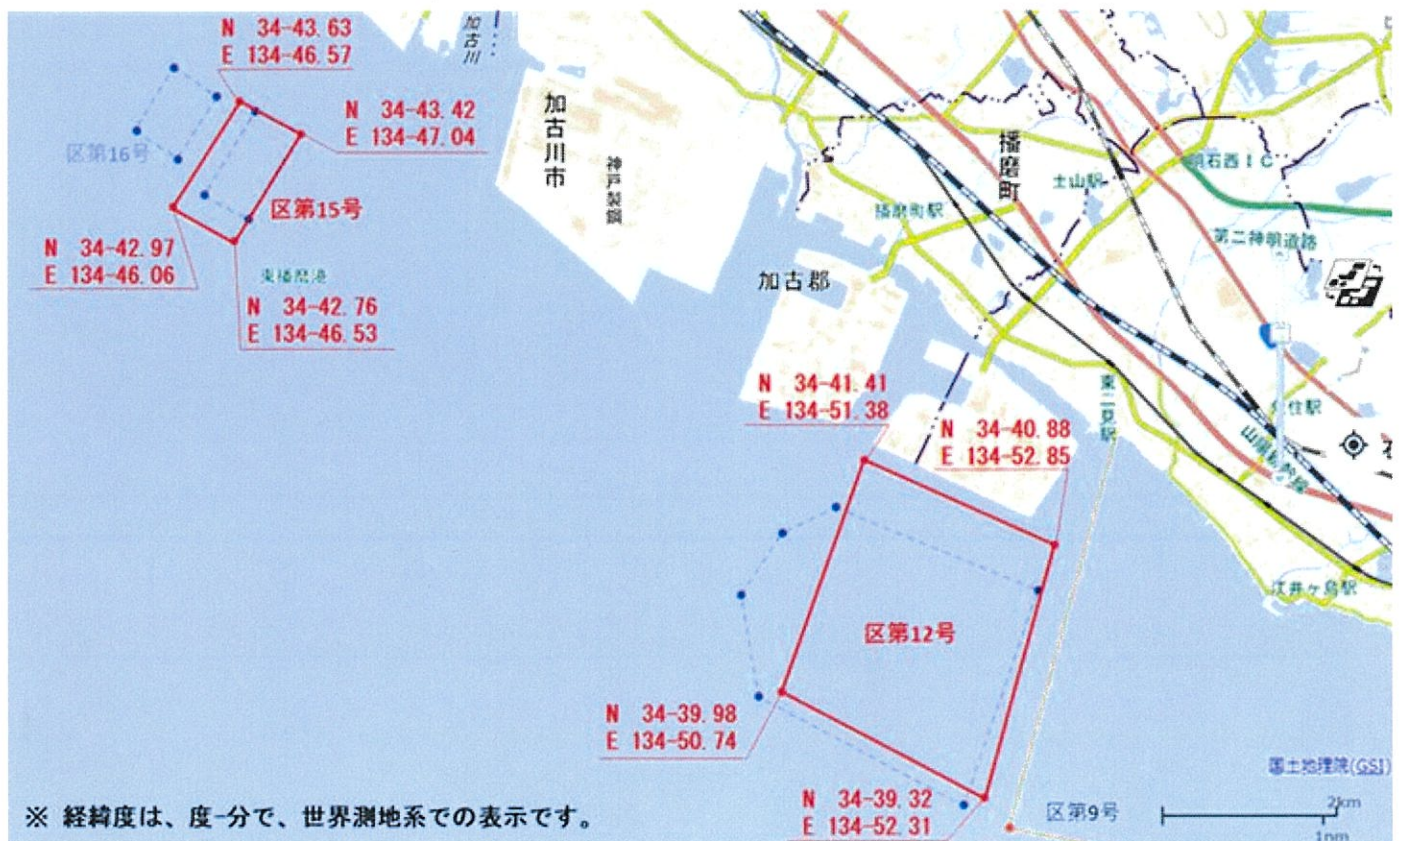 N 34-43.63
E 134-46.57
加古川
N 34-43.42
E 134-47.04
区第16号
区第15号
N 34-42.97
E 134-46.06
東播磨港
N 34-42.76
E 134-46.53
加古川市
神戸製鋼
播磨町
土山駅
明石西IC
播磨町駅
第二神明道路
加古郡
N 34-41.41
E 134-51.38
N 34-40.88
E 134-52.85
東二見駅
住駅
江井ヶ島駅
区第12号
N 34-39.98
E 134-50.74
N 34-39.32
E 134-52.31
区第9号
国土地理院(GSI)
2km
1nm
※ 経緯度は、度-分で、世界測地系での表示です。